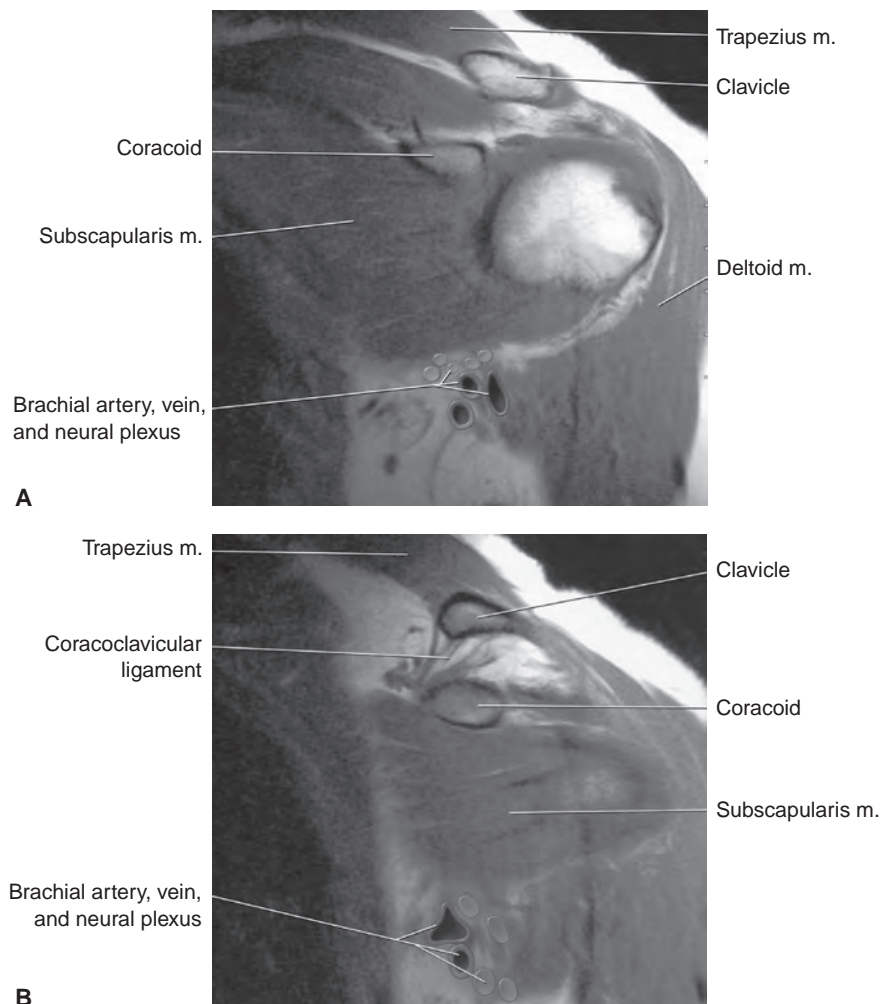 Trapezius m.
Clavicle
Coracoid
Subscapularis m.
Deltoid m.
Brachial artery, vein,
and neural plexus
A
Trapezius m.
Clavicle
Coracoclavicular
ligament
Coracoid
Subscapularis m.
Brachial artery, vein,
and neural plexus
B